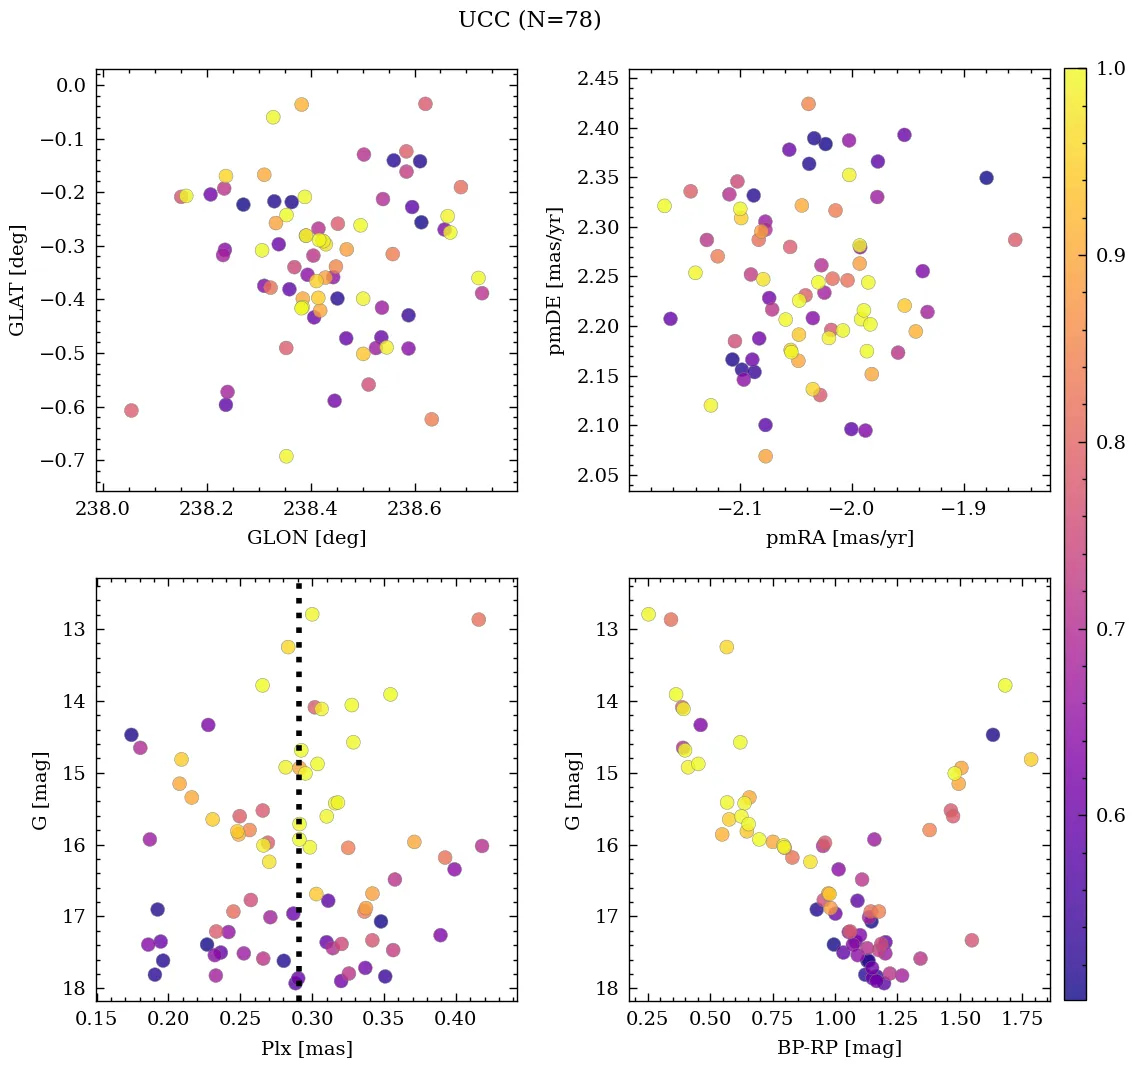 UCC (N=78)
0.0
−0.1
−0.2
−0.3
−0.4
−0.5
−0.6
−0.7
GLAT [deg]
238.0 238.2 238.4 238.6
GLON [deg]
2.45
2.40
2.35
2.30
2.25
2.20
2.15
2.10
2.05
pmDE [mas/yr]
−2.1 −2.0 −1.9
pmRA [mas/yr]
1.0
0.9
0.8
0.7
0.6
13
14
15
16
17
18
G [mag]
0.15 0.20 0.25 0.30 0.35 0.40
Plx [mas]
13
14
15
16
17
18
G [mag]
0.25 0.50 0.75 1.00 1.25 1.50 1.75
BP-RP [mag]